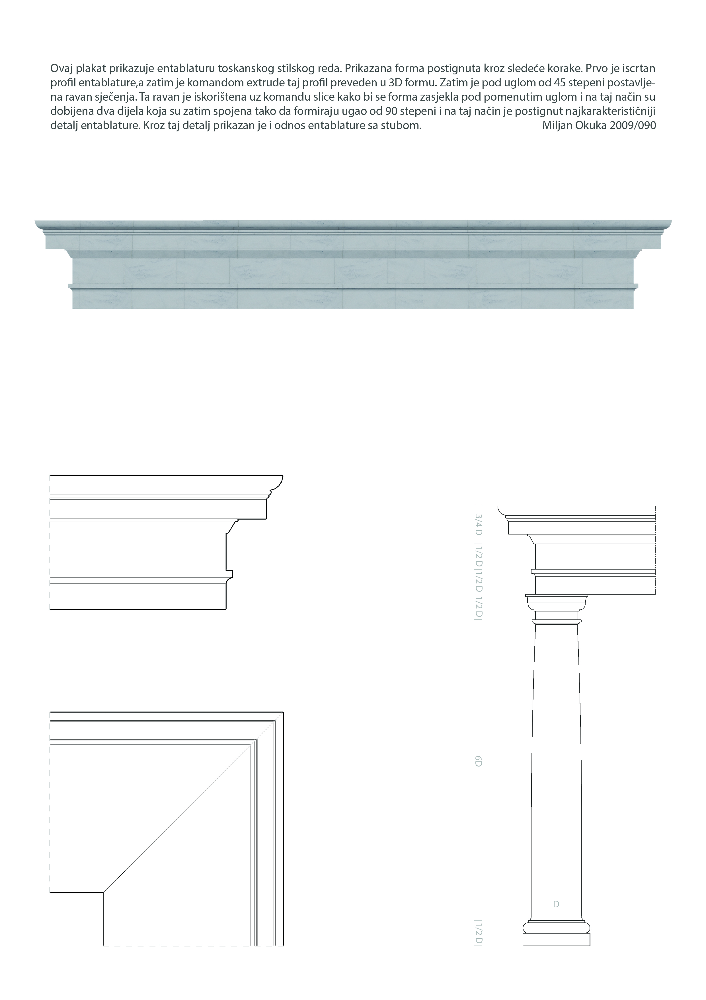 Ovaj plakat prikazuje entablaturu toskanskog stilskog reda. Prikazana forma postignuta kroz sledeće korake. Prvo je iscrtan
profil entablature,a zatim je komandom extrude taj profil preveden u 3D formu. Zatim je pod uglom od 45 stepeni postavlje-
na ravan sječenja. Ta ravan je iskorištena uz komandu slice kako bi se forma zasjekla pod pomenutim uglom i na taj način su
dobijena dva dijela koja su zatim spojena tako da formiraju ugao od 90 stepeni i na taj način je postignut najkarakterističniji
detalj entablature. Kroz taj detalj prikazan je i odnos entablature sa stubom. Miljan Okuka 2009/090
3/4 D
1/2 D
1/2 D
1/2 D
6D
D
1/2 D